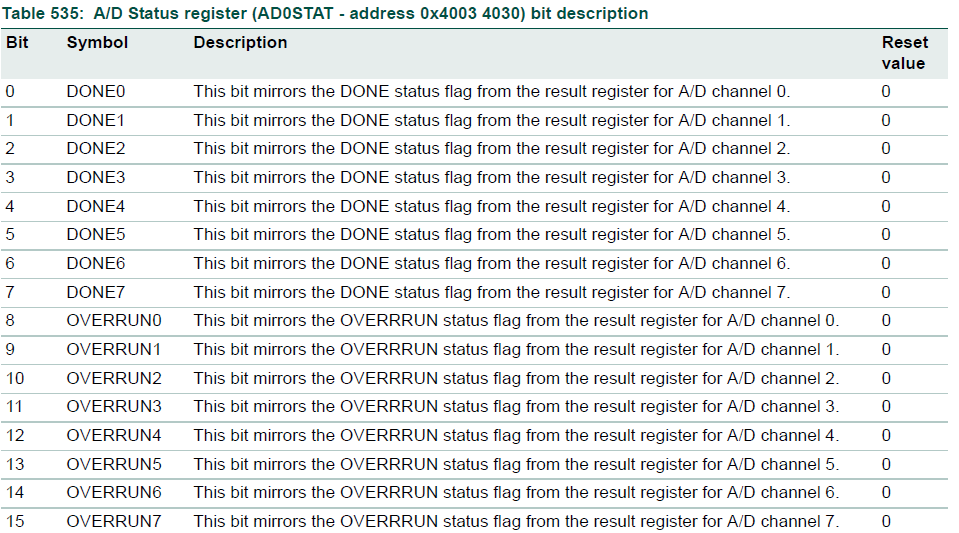 Table 535: A/D Status register (AD0STAT - address 0x4003 4030) bit description
Bit Symbol Description Reset value
0 DONE0 This bit mirrors the DONE status flag from the result register for A/D channel 0. 0
1 DONE1 This bit mirrors the DONE status flag from the result register for A/D channel 1. 0
2 DONE2 This bit mirrors the DONE status flag from the result register for A/D channel 2. 0
3 DONE3 This bit mirrors the DONE status flag from the result register for A/D channel 3. 0
4 DONE4 This bit mirrors the DONE status flag from the result register for A/D channel 4. 0
5 DONE5 This bit mirrors the DONE status flag from the result register for A/D channel 5. 0
6 DONE6 This bit mirrors the DONE status flag from the result register for A/D channel 6. 0
7 DONE7 This bit mirrors the DONE status flag from the result register for A/D channel 7. 0
8 OVERRUN0 This bit mirrors the OVERRRUN status flag from the result register for A/D channel 0. 0
9 OVERRUN1 This bit mirrors the OVERRRUN status flag from the result register for A/D channel 1. 0
10 OVERRUN2 This bit mirrors the OVERRRUN status flag from the result register for A/D channel 2. 0
11 OVERRUN3 This bit mirrors the OVERRRUN status flag from the result register for A/D channel 3. 0
12 OVERRUN4 This bit mirrors the OVERRRUN status flag from the result register for A/D channel 4. 0
13 OVERRUN5 This bit mirrors the OVERRRUN status flag from the result register for A/D channel 5. 0
14 OVERRUN6 This bit mirrors the OVERRRUN status flag from the result register for A/D channel 6. 0
15 OVERRUN7 This bit mirrors the OVERRRUN status flag from the result register for A/D channel 7. 0